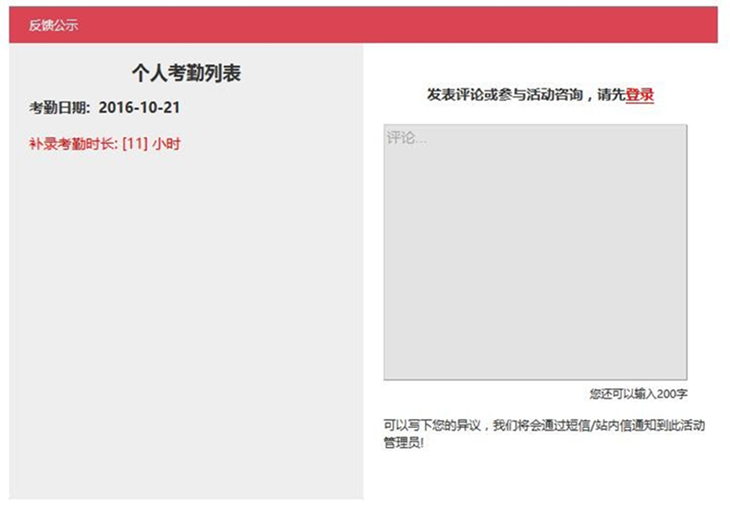 反馈公示
个人考勤列表
考勤日期: 2016-10-21
补录考勤时长: [11] 小时
发表评论或参与活动咨询，请先登录
评论...
您还可以输入200字
可以写下您的异议，我们将会通过短信/站内信通知到此活动
管理员!